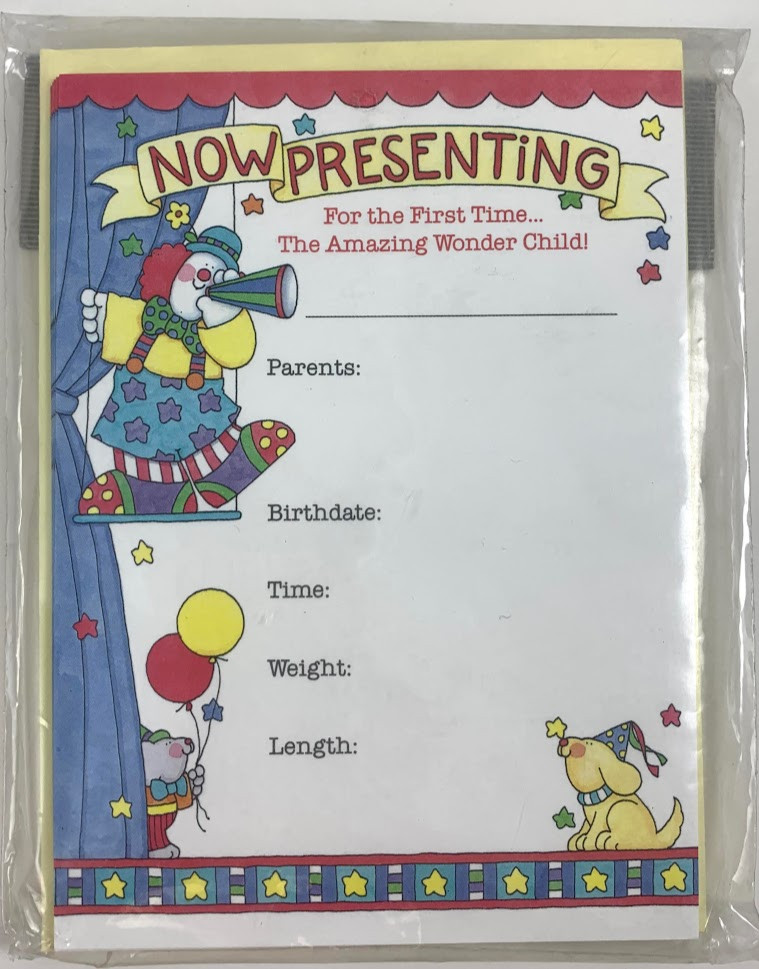 NOW PRESENTiNG
For the First Time...
The Amazing Wonder Child!
Parents:
Birthdate:
Time:
Weight:
Length: